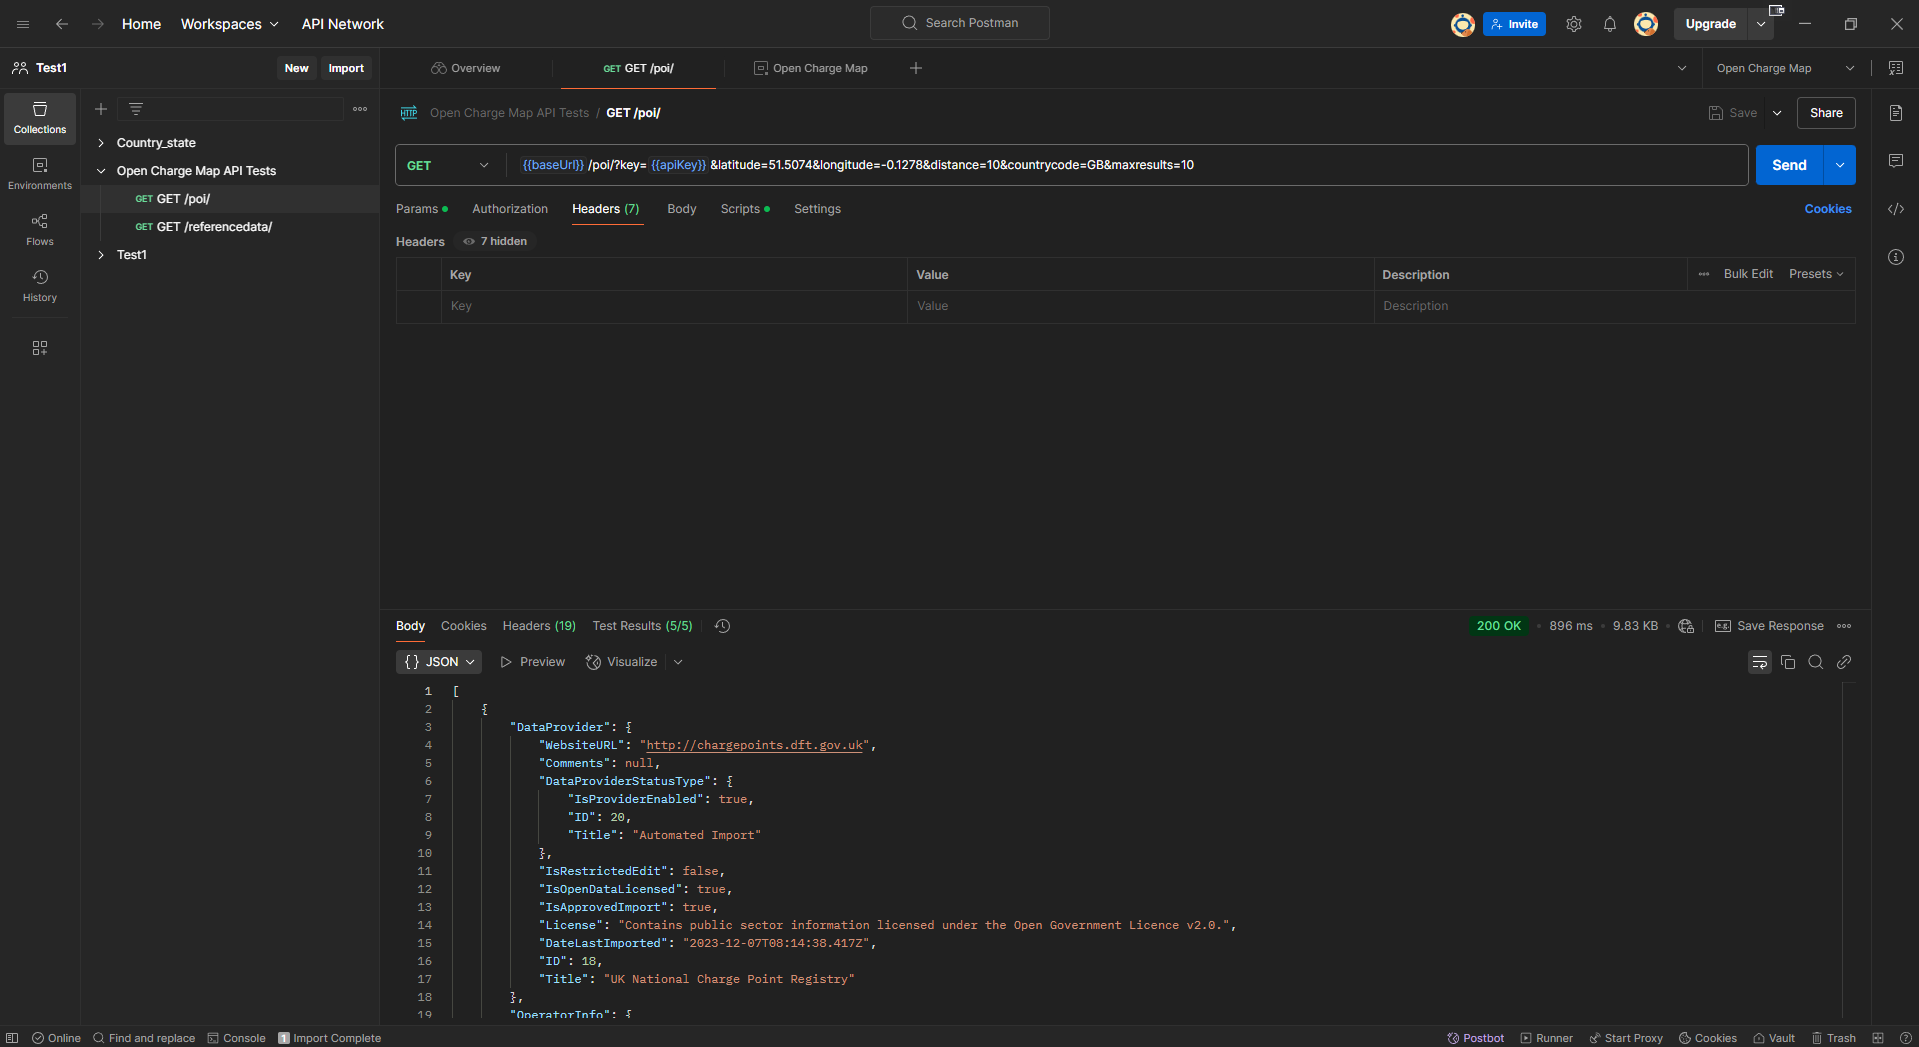 Home Workspaces API Network Search Postman Invite Upgrade
Test1 New Import Overview GET GET /poi/ Open Charge Map Open Charge Map
Collections
Environments
Flows
History
Country_state
Open Charge Map API Tests
GET GET /poi/
GET GET /referencedata/
Test1
HTTP Open Charge Map API Tests / GET /poi/ Save Share
GET {{baseUrl}} /poi/?key= {{apiKey}} &latitude=51.5074&longitude=-0.1278&distance=10&countrycode=GB&maxresults=10 Send
Params Authorization Headers (7) Body Scripts Settings Cookies
Headers 7 hidden
Key Value Description Bulk Edit Presets
Key Value Description
Body Cookies Headers (19) Test Results (5/5) 200 OK 896 ms 9.83 KB e.g. Save Response
{} JSON Preview Visualize
1 [
2 {
3 "DataProvider": {
4 "WebsiteURL": "http://chargepoints.dft.gov.uk",
5 "Comments": null,
6 "DataProviderStatusType": {
7 "IsProviderEnabled": true,
8 "ID": 20,
9 "Title": "Automated Import"
10 },
11 "IsRestrictedEdit": false,
12 "IsOpenDataLicensed": true,
13 "IsApprovedImport": true,
14 "License": "Contains public sector information licensed under the Open Government Licence v2.0.",
15 "DateLastImported": "2023-12-07T08:14:38.417Z",
16 "ID": 18,
17 "Title": "UK National Charge Point Registry"
18 },
19 "OperatorInfo": {
Online Find and replace Console 1 Import Complete Postbot Runner Start Proxy Cookies Vault Trash